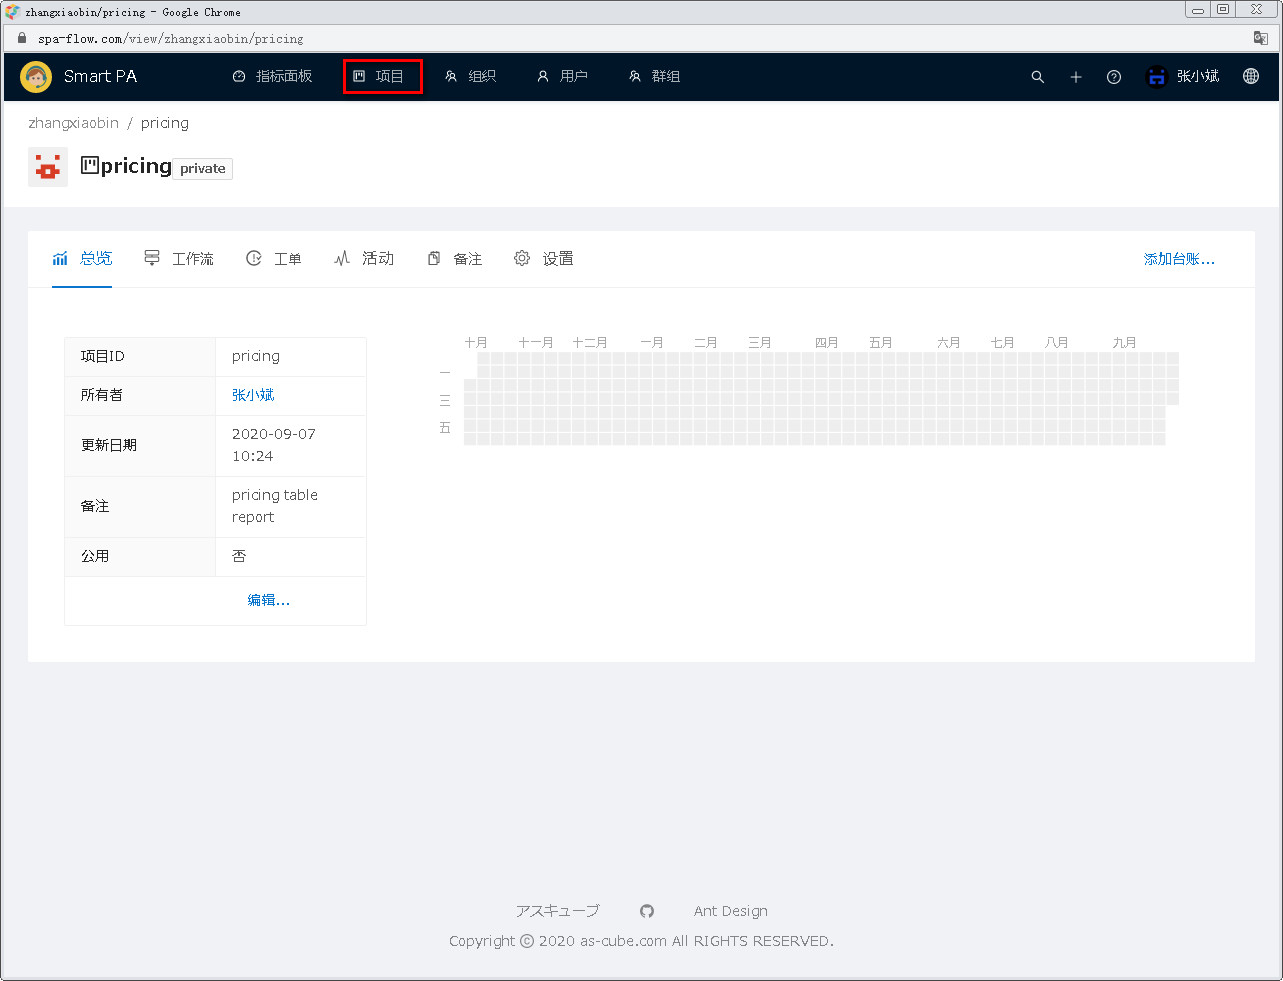 zhangxiaobin/pricing - Google Chrome
spa-flow.com/view/zhangxiaobin/pricing
Smart PA 指标面板 项目 组织 用户 群组 张小斌
zhangxiaobin / pricing
pricing private
总览 工作流 工单 活动 备注 设置 添加台账...
十月 十一月 十二月 一月 二月 三月 四月 五月 六月 七月 八月 九月
一
三
五
项目ID pricing
所有者 张小斌
更新日期 2020-09-07
10:24
备注 pricing table
report
公用 否
编辑...
アスキューブ Ant Design
Copyright © 2020 as-cube.com All RIGHTS RESERVED.